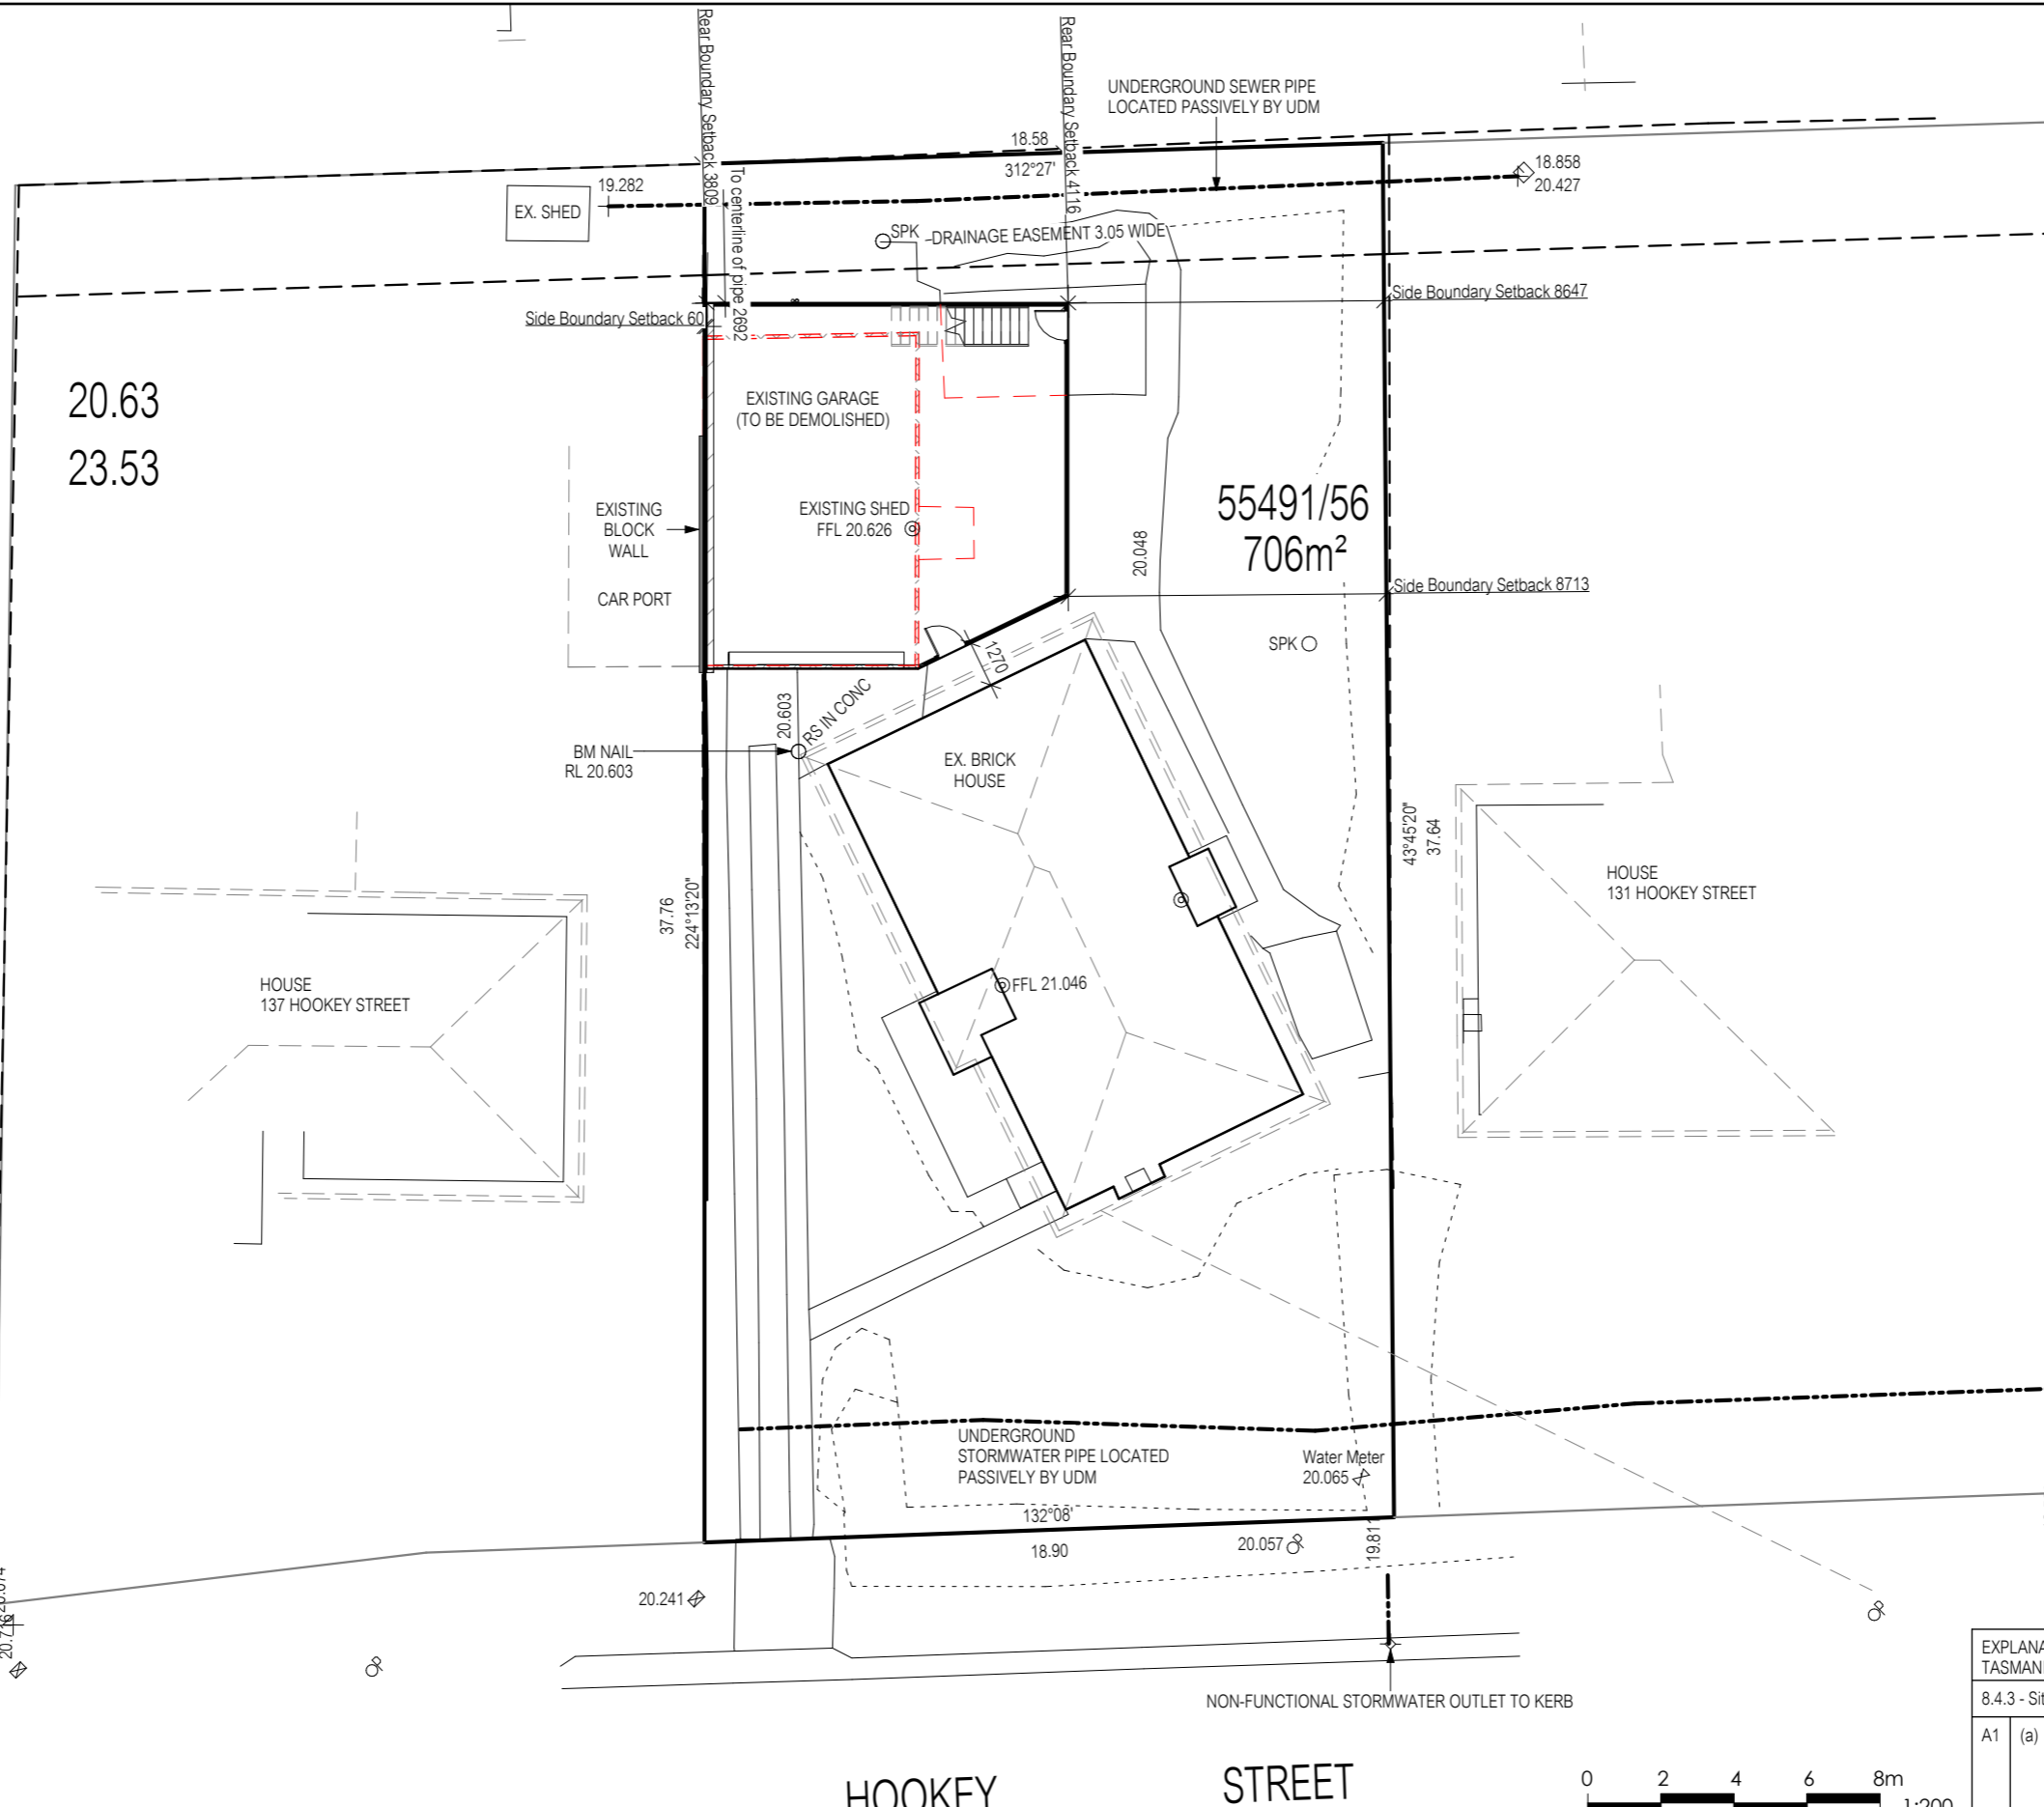 Rear Boundary Setback 3809
Rear Boundary Setback 4116
UNDERGROUND SEWER PIPE
LOCATED PASSIVELY BY UDM
18.58
312°27'
18.858
20.427
19.282
EX. SHED
To centerline of pipe 2692
SPK
DRAINAGE EASEMENT 3.05 WIDE
Side Boundary Setback 8647
Side Boundary Setback 60
20.63
23.53
EXISTING GARAGE
(TO BE DEMOLISHED)
EXISTING
BLOCK
WALL
EXISTING SHED
FFL 20.626
55491/56
706m²
20.048
CAR PORT
Side Boundary Setback 8713
1270
SPK
20.603
RS IN CONC
BM NAIL
RL 20.603
EX. BRICK
HOUSE
43°45'20"
37.64
HOUSE
131 HOOKEY STREET
37.76
224°13'20"
HOUSE
137 HOOKEY STREET
FFL 21.046
UNDERGROUND
STORMWATER PIPE LOCATED
PASSIVELY BY UDM
Water Meter
20.065
132°08'
18.90
20.057
19.811
20.241
NON-FUNCTIONAL STORMWATER OUTLET TO KERB
HOOKEY STREET
0 2 4 6 8m
1:200
EXPLANA
TASMAN
8.4.3 - Sit
A1 (a)